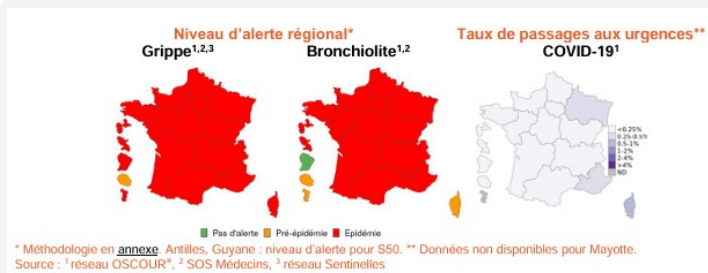 Niveau d'alerte régional*
Taux de passages aux urgences**
Grippe1,2,3
Bronchiolite1,2
COVID-191
<0.25%
0.25-0.5%
0.5-1%
1-2%
2-4%
>4%
ND
Pas d'alerte Pré-épidémie Epidémie
* Méthodologie en annexe. Antilles, Guyane : niveau d'alerte pour S50. ** Données non disponibles pour Mayotte.
Source : 1 réseau OSCOUR®, 2 SOS Médecins, 3 réseau Sentinelles